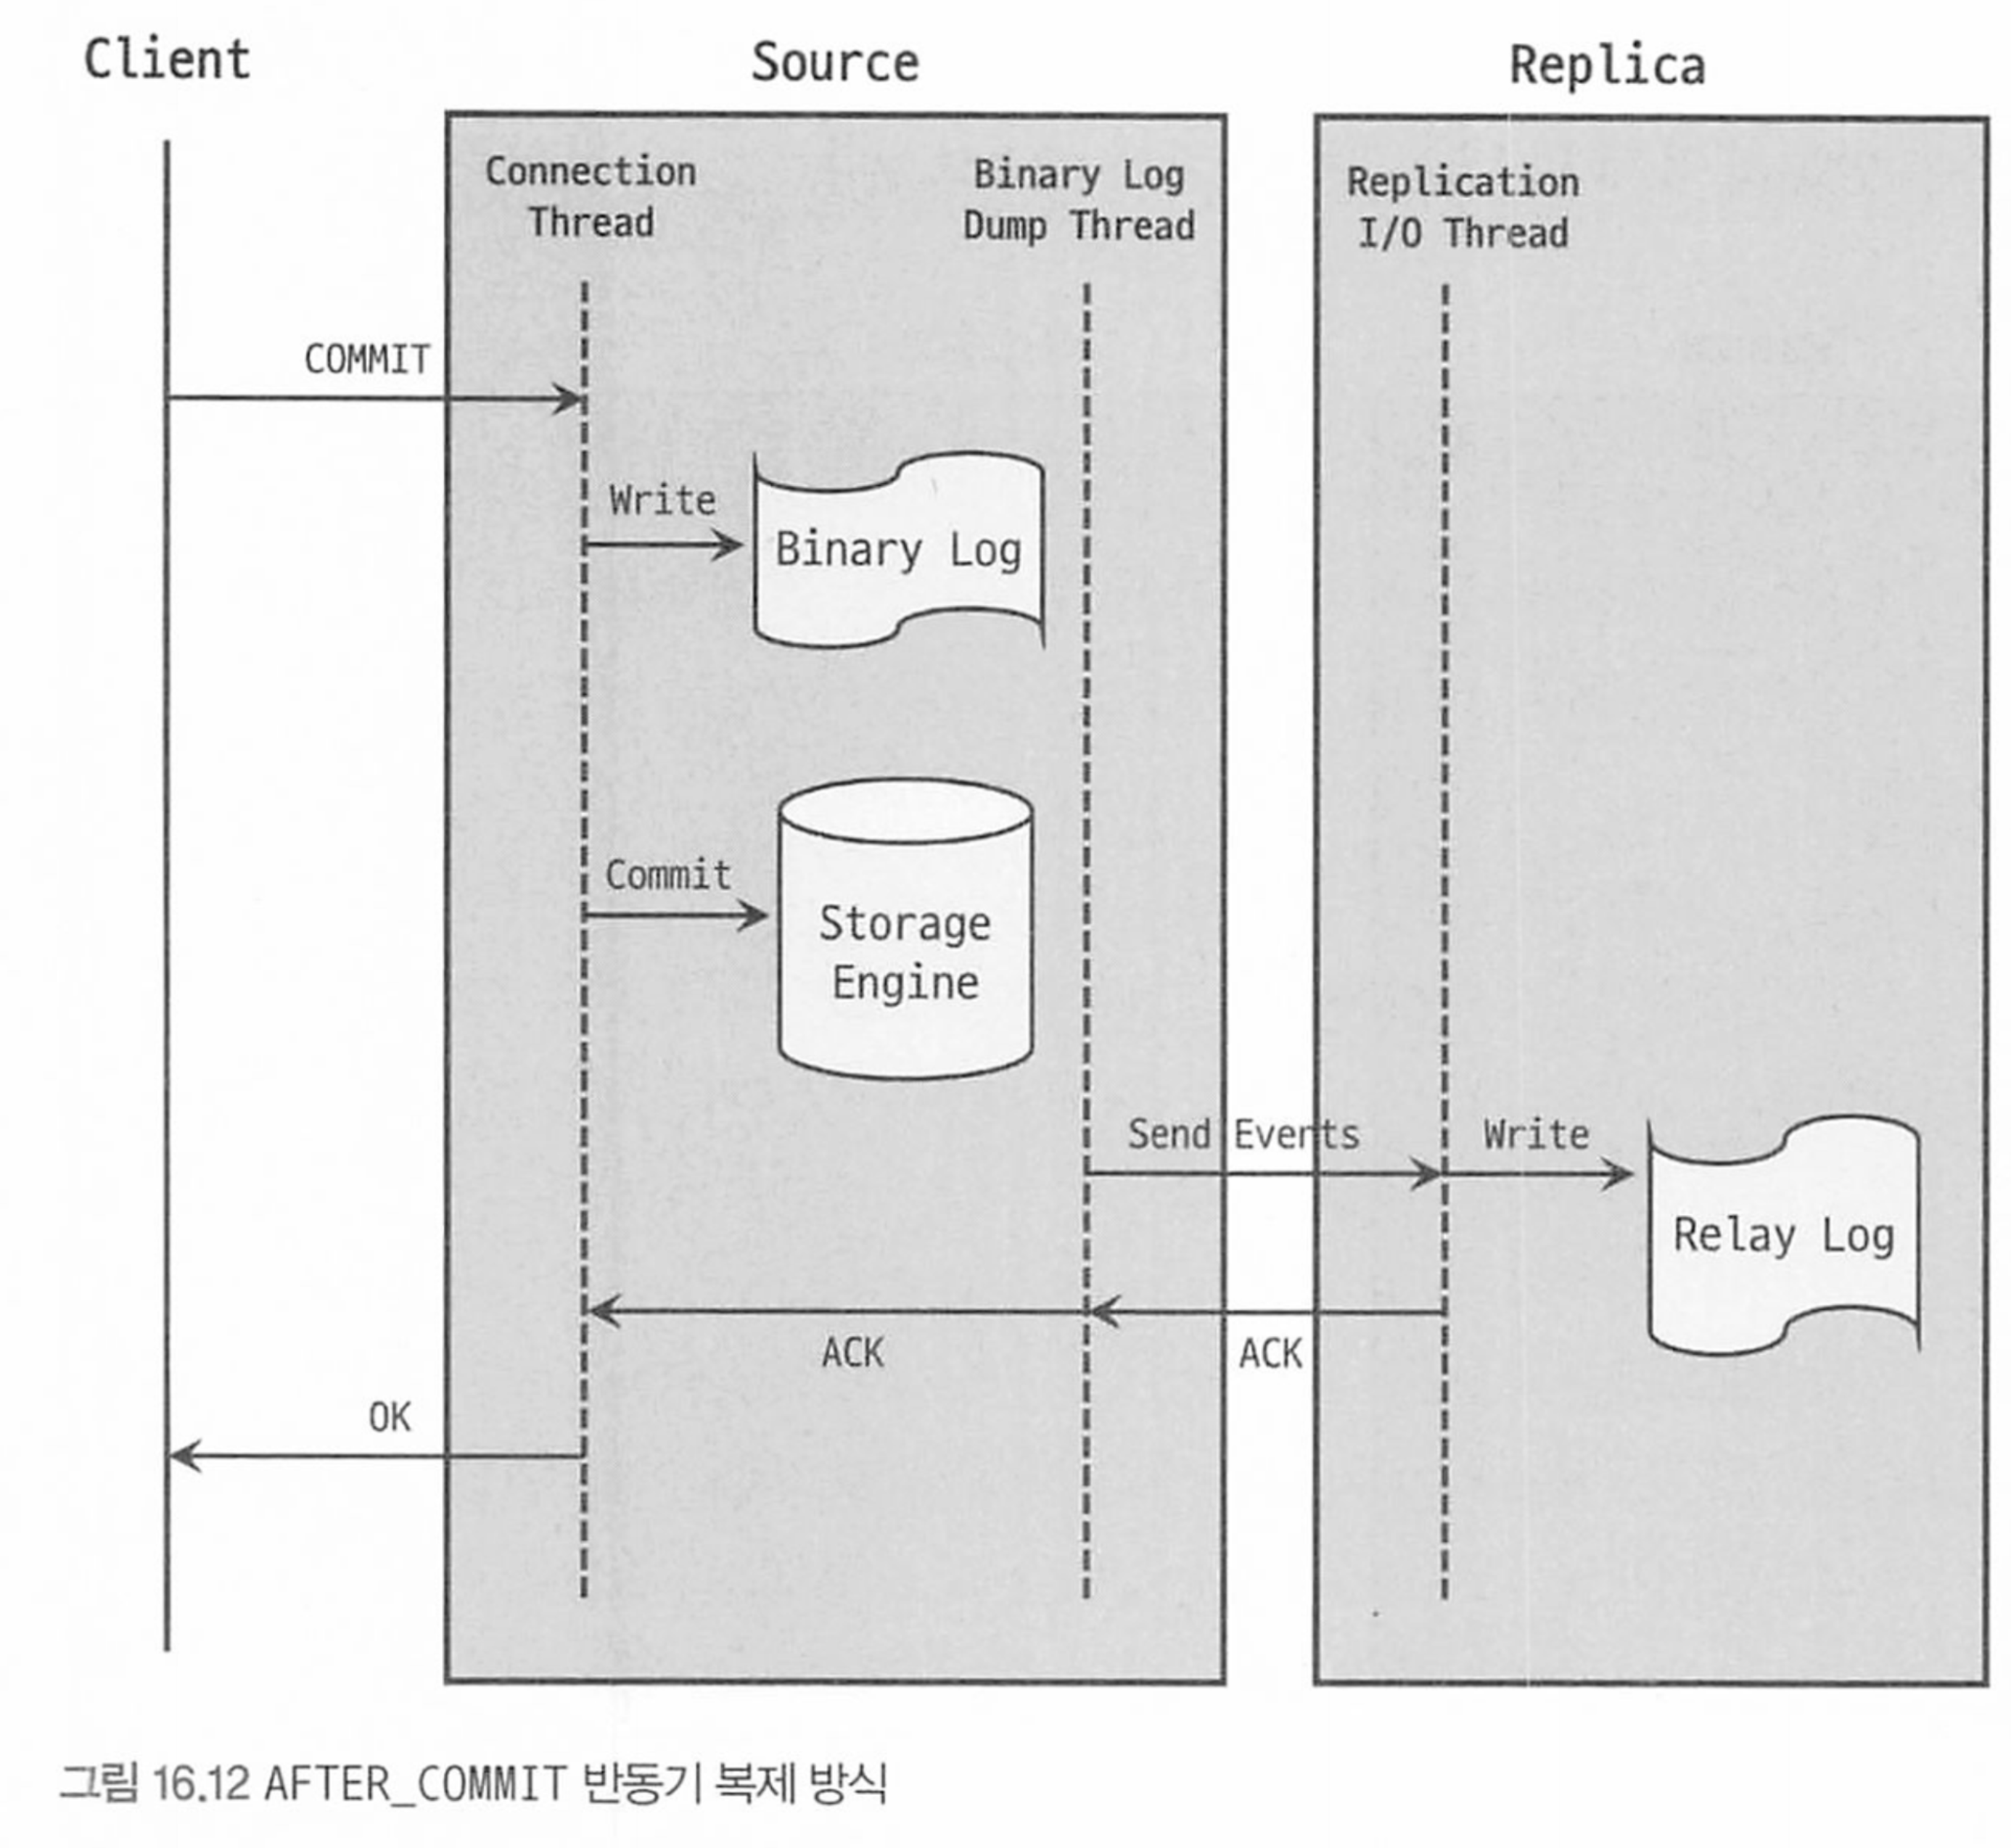 Client
Source
Replica
Connection
Thread
Binary Log
Dump Thread
Replication
I/O Thread
COMMIT
Write
Binary Log
Commit
Storage
Engine
Send Events
Write
Relay Log
ACK
ACK
OK
그림 16.12 AFTER_COMMIT 반동기 복제 방식